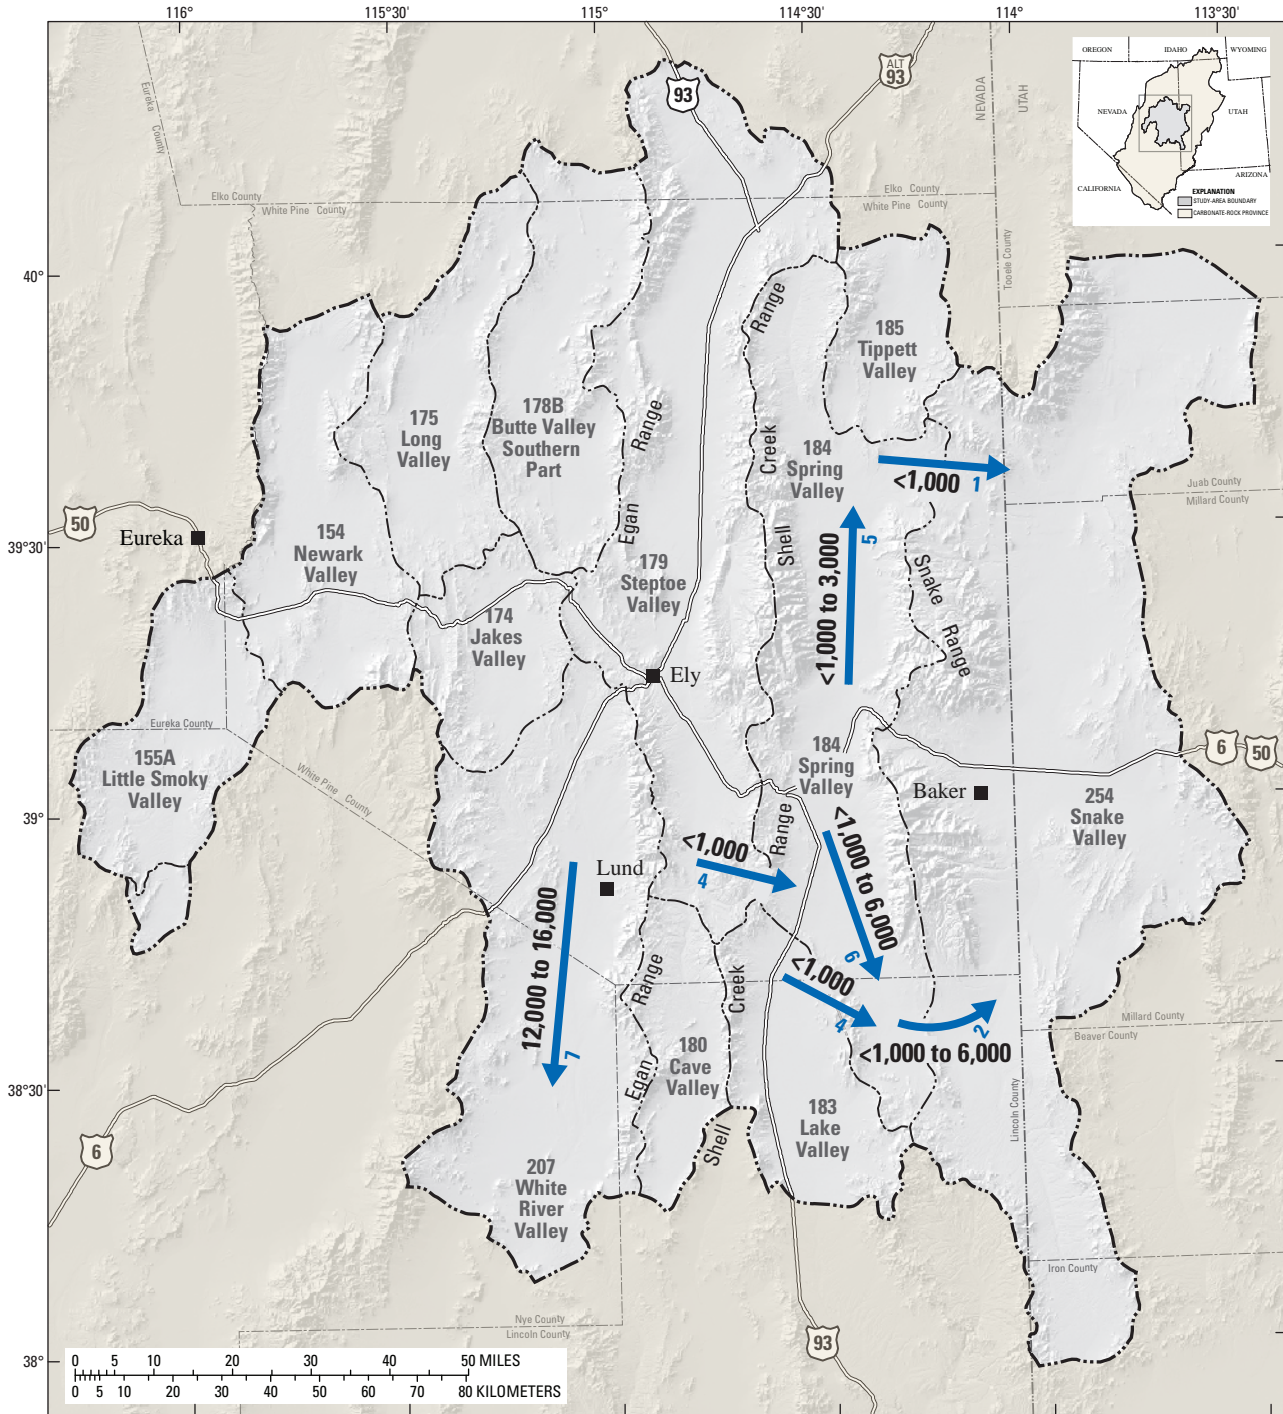 116°
115°30'
115°
114°30'
114°
113°30'
40°
39°30'
39°
38°30'
38°
OREGON
IDAHO
WYOMING
NEVADA
UTAH
CALIFORNIA
ARIZONA
EXPLANATION
STUDY-AREA BOUNDARY
CARBONATE-ROCK PROVINCE
93
ALT
93
NEVADA
UTAH
Eureka
County
Elko County
White Pine County
Elko County
White Pine County
Tooele County
Range
185
Tippett
Valley
175
Long
Valley
178B
Butte Valley
Southern
Part
Range
Egan
Creek
Shell
Range
184
Spring
Valley
<1,000
1
Juab County
Millard County
50
Eureka
154
Newark
Valley
179
Steptoe
Valley
<1,000 to 3,000
5
Snake
Range
174
Jakes
Valley
Ely
Eureka County
155A
Little Smoky
Valley
White Pine County
184
Spring
Valley
6
50
Baker
254
Snake
Valley
<1,000
4
Lund
<1,000 to 6,000
6
12,000 to 16,000
7
Range
Egan
Creek
Shell
<1,000
4
<1,000 to 6,000
2
Millard County
Beaver County
180
Cave
Valley
183
Lake
Valley
Lincoln County
6
207
White
River
Valley
Iron County
Nye County
Lincoln County
93
0 5 10 20 30 40 50 MILES
0 5 10 20 30 40 50 60 70 80 KILOMETERS